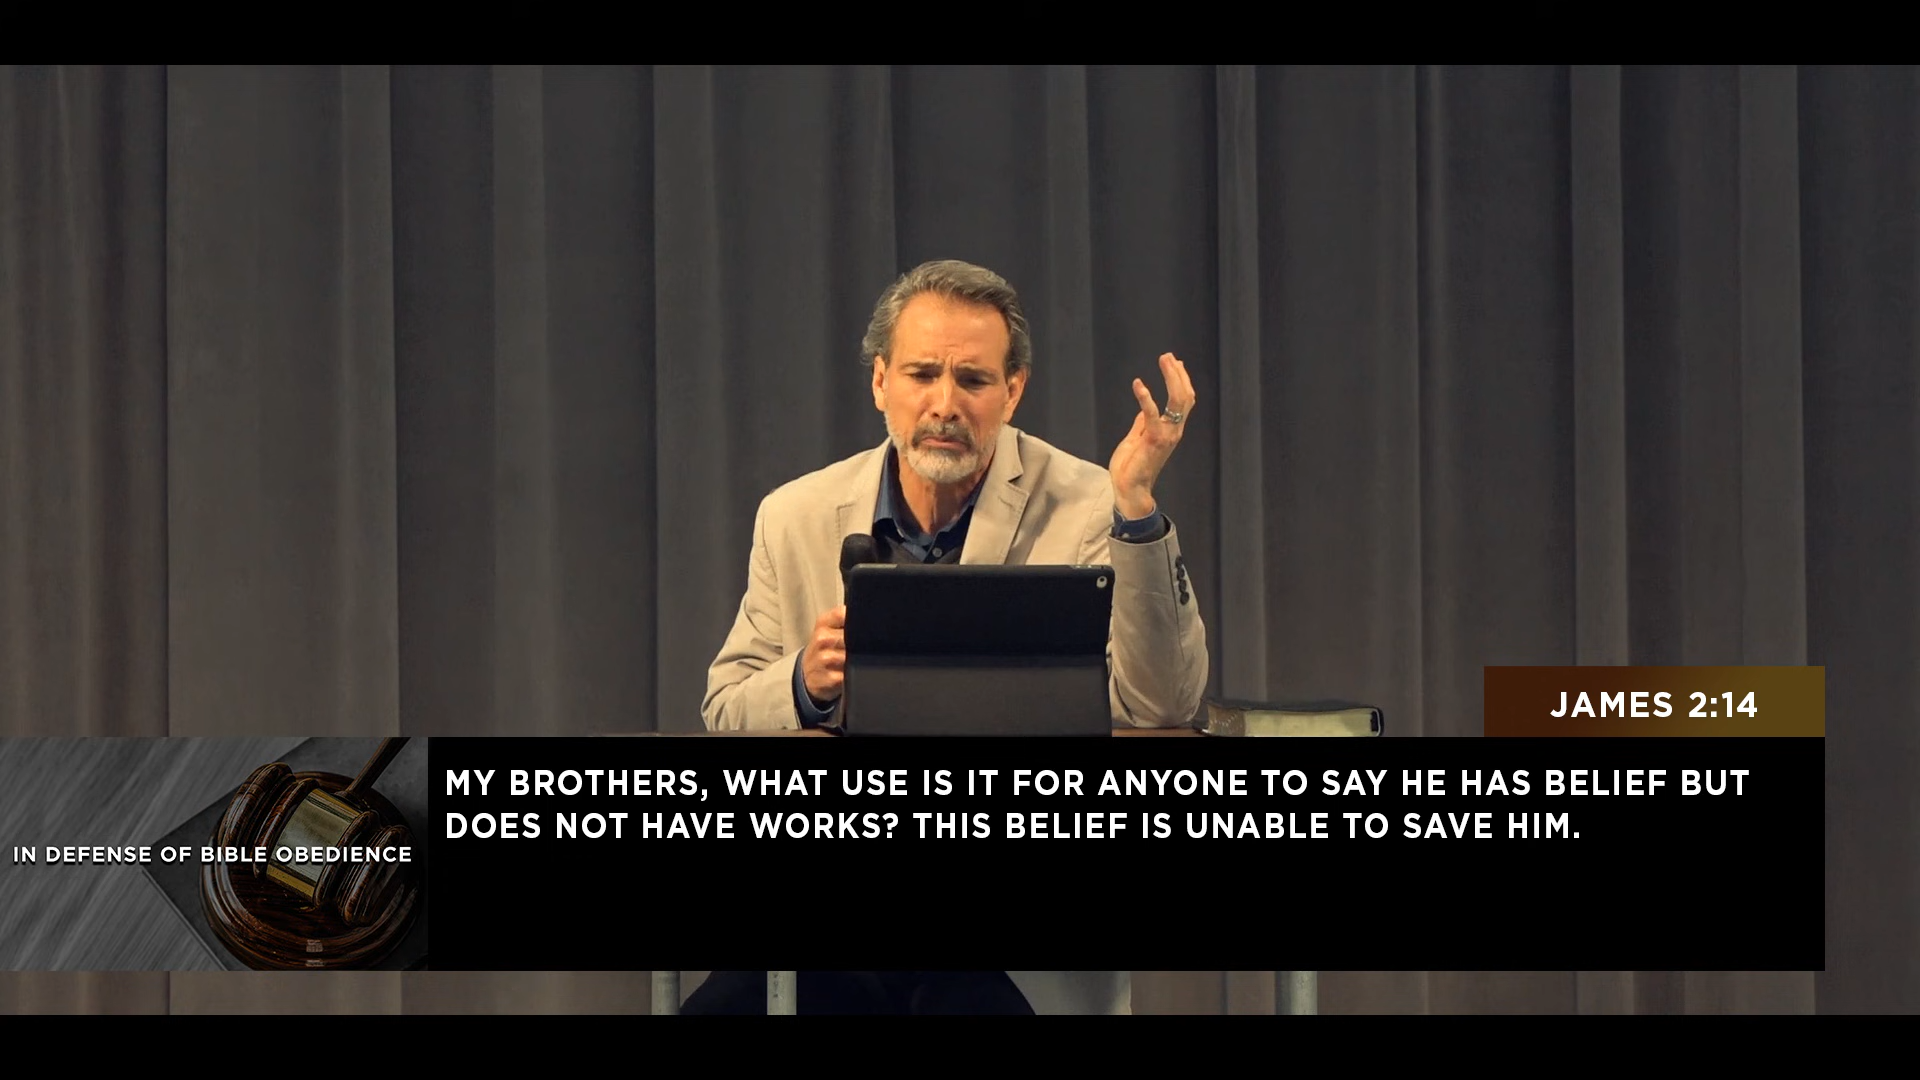 JAMES 2:14
IN DEFENSE OF BIBLE OBEDIENCE
MY BROTHERS, WHAT USE IS IT FOR ANYONE TO SAY HE HAS BELIEF BUT
DOES NOT HAVE WORKS? THIS BELIEF IS UNABLE TO SAVE HIM.